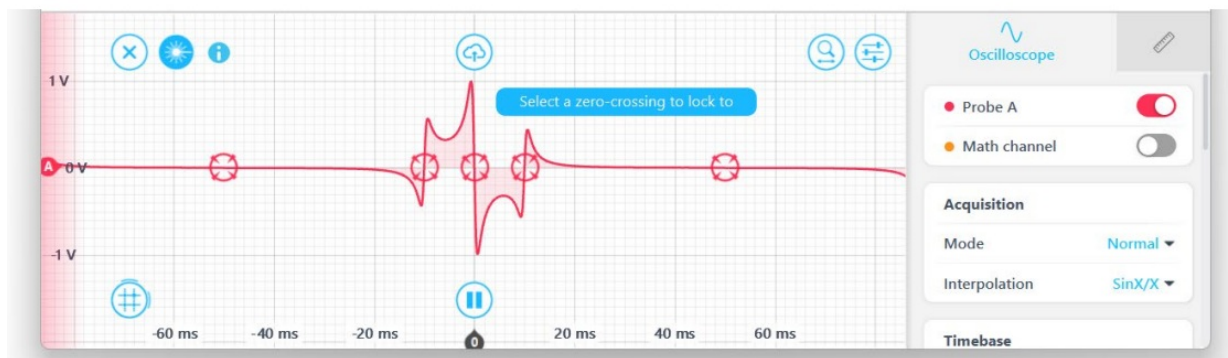 Oscilloscope
1 V
Select a zero-crossing to lock to
Probe A
A 0 V
Math channel
Acquisition
-1 V
Mode Normal
Interpolation SinX/X
-60 ms -40 ms -20 ms 0 20 ms 40 ms 60 ms
Timebase